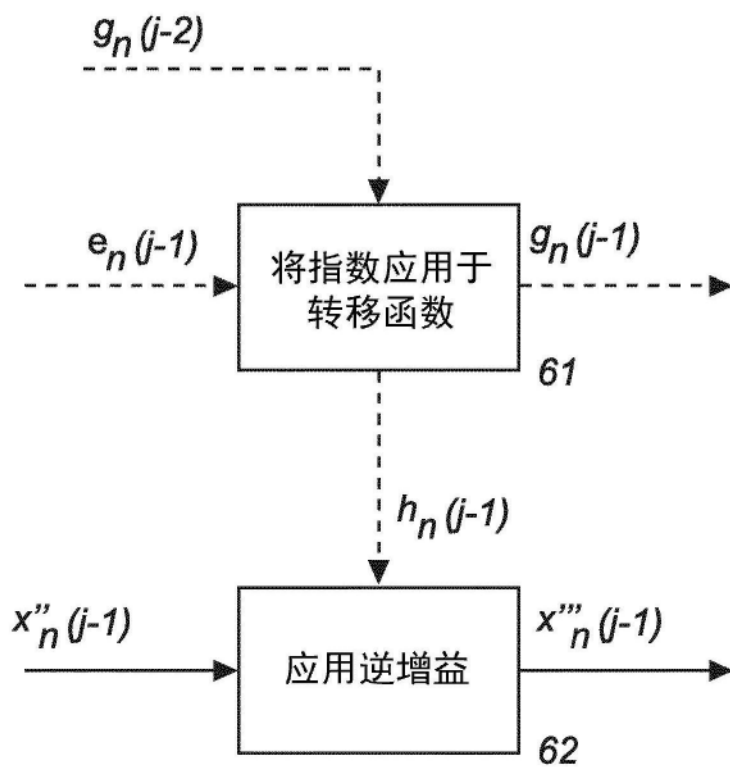 gₙ(j-2)
eₙ(j-1)
将指数应用于
转移函数
gₙ(j-1)
61
hₙ(j-1)
x''ₙ(j-1)
应用逆增益
x'''ₙ(j-1)
62